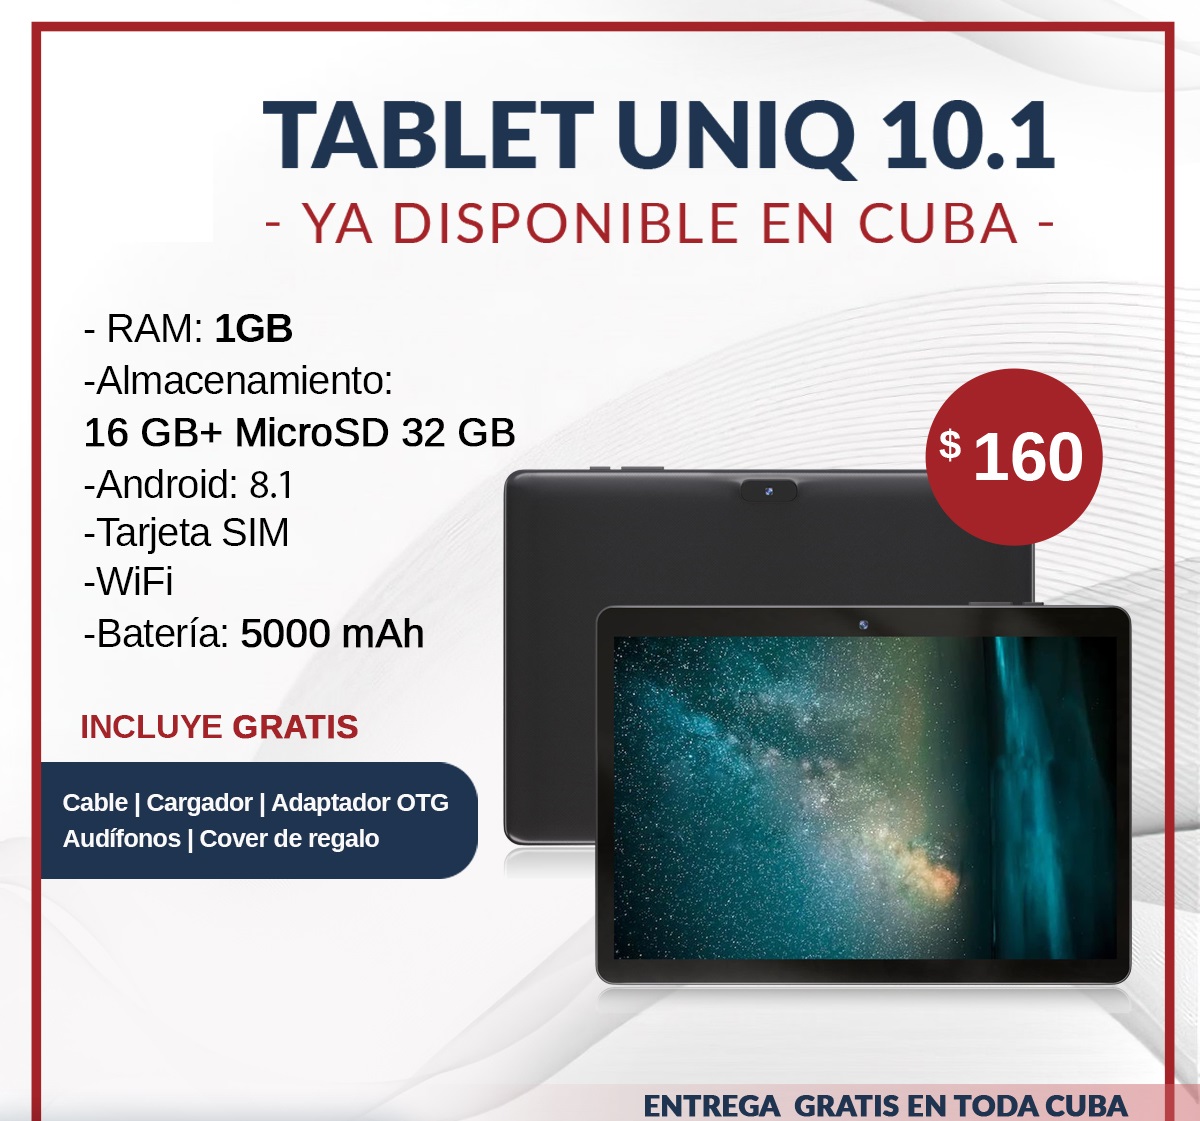 TABLET UNIQ 10.1
- YA DISPONIBLE EN CUBA -
- RAM: 1GB
-Almacenamiento:
16 GB+ MicroSD 32 GB
-Android: 8.1
-Tarjeta SIM
-WiFi
-Batería: 5000 mAh
$ 160
INCLUYE GRATIS
Cable | Cargador | Adaptador OTG
Audífonos | Cover de regalo
ENTREGA GRATIS EN TODA CUBA